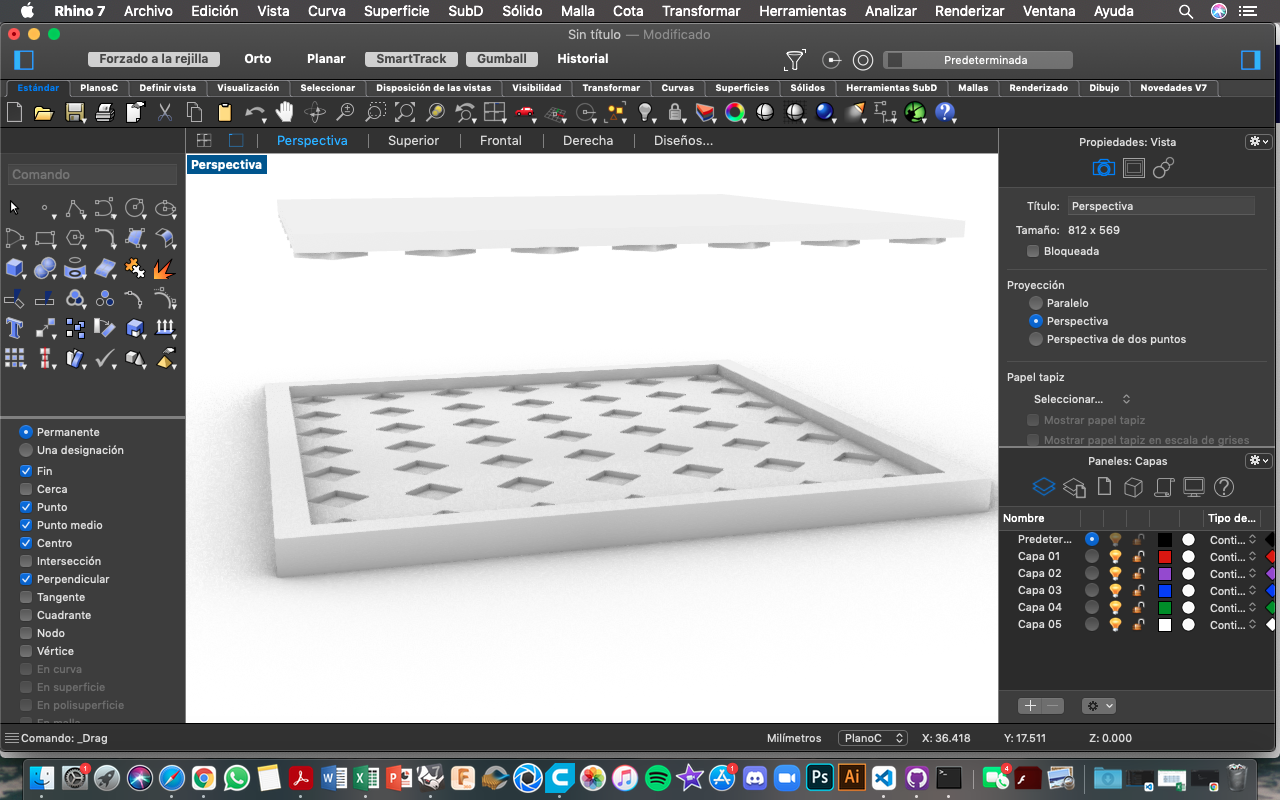 Rhino 7 Archivo Edición Vista Curva Superficie SubD Sólido Malla Cota Transformar Herramientas Analizar Renderizar Ventana Ayuda
Sin título — Modificado
Forzado a la rejilla Orto Planar SmartTrack Gumball Historial Predeterminada
Estándar PlanosC Definir vista Visualización Seleccionar Disposición de las vistas Visibilidad Transformar Curvas Superficies Sólidos Herramientas SubD Mallas Renderizado Dibujo Novedades V7
Perspectiva Superior Frontal Derecha Diseños...
Perspectiva
Comando
Permanente
Una designación
Fin
Cerca
Punto
Punto medio
Centro
Intersección
Perpendicular
Tangente
Cuadrante
Nodo
Vértice
En curva
En superficie
En polisuperficie
En malla
Propiedades: Vista
Título: Perspectiva
Tamaño: 812 x 569
Bloqueada
Proyección
Paralelo
Perspectiva
Perspectiva de dos puntos
Papel tapiz
Seleccionar...
Mostrar papel tapiz
Mostrar papel tapiz en escala de grises
Paneles: Capas
Nombre Tipo de...
Predeter... Conti...
Capa 01 Conti...
Capa 02 Conti...
Capa 03 Conti...
Capa 04 Conti...
Capa 05 Conti...
Comando: _Drag Milímetros PlanoC X: 36.418 Y: 17.511 Z: 0.000